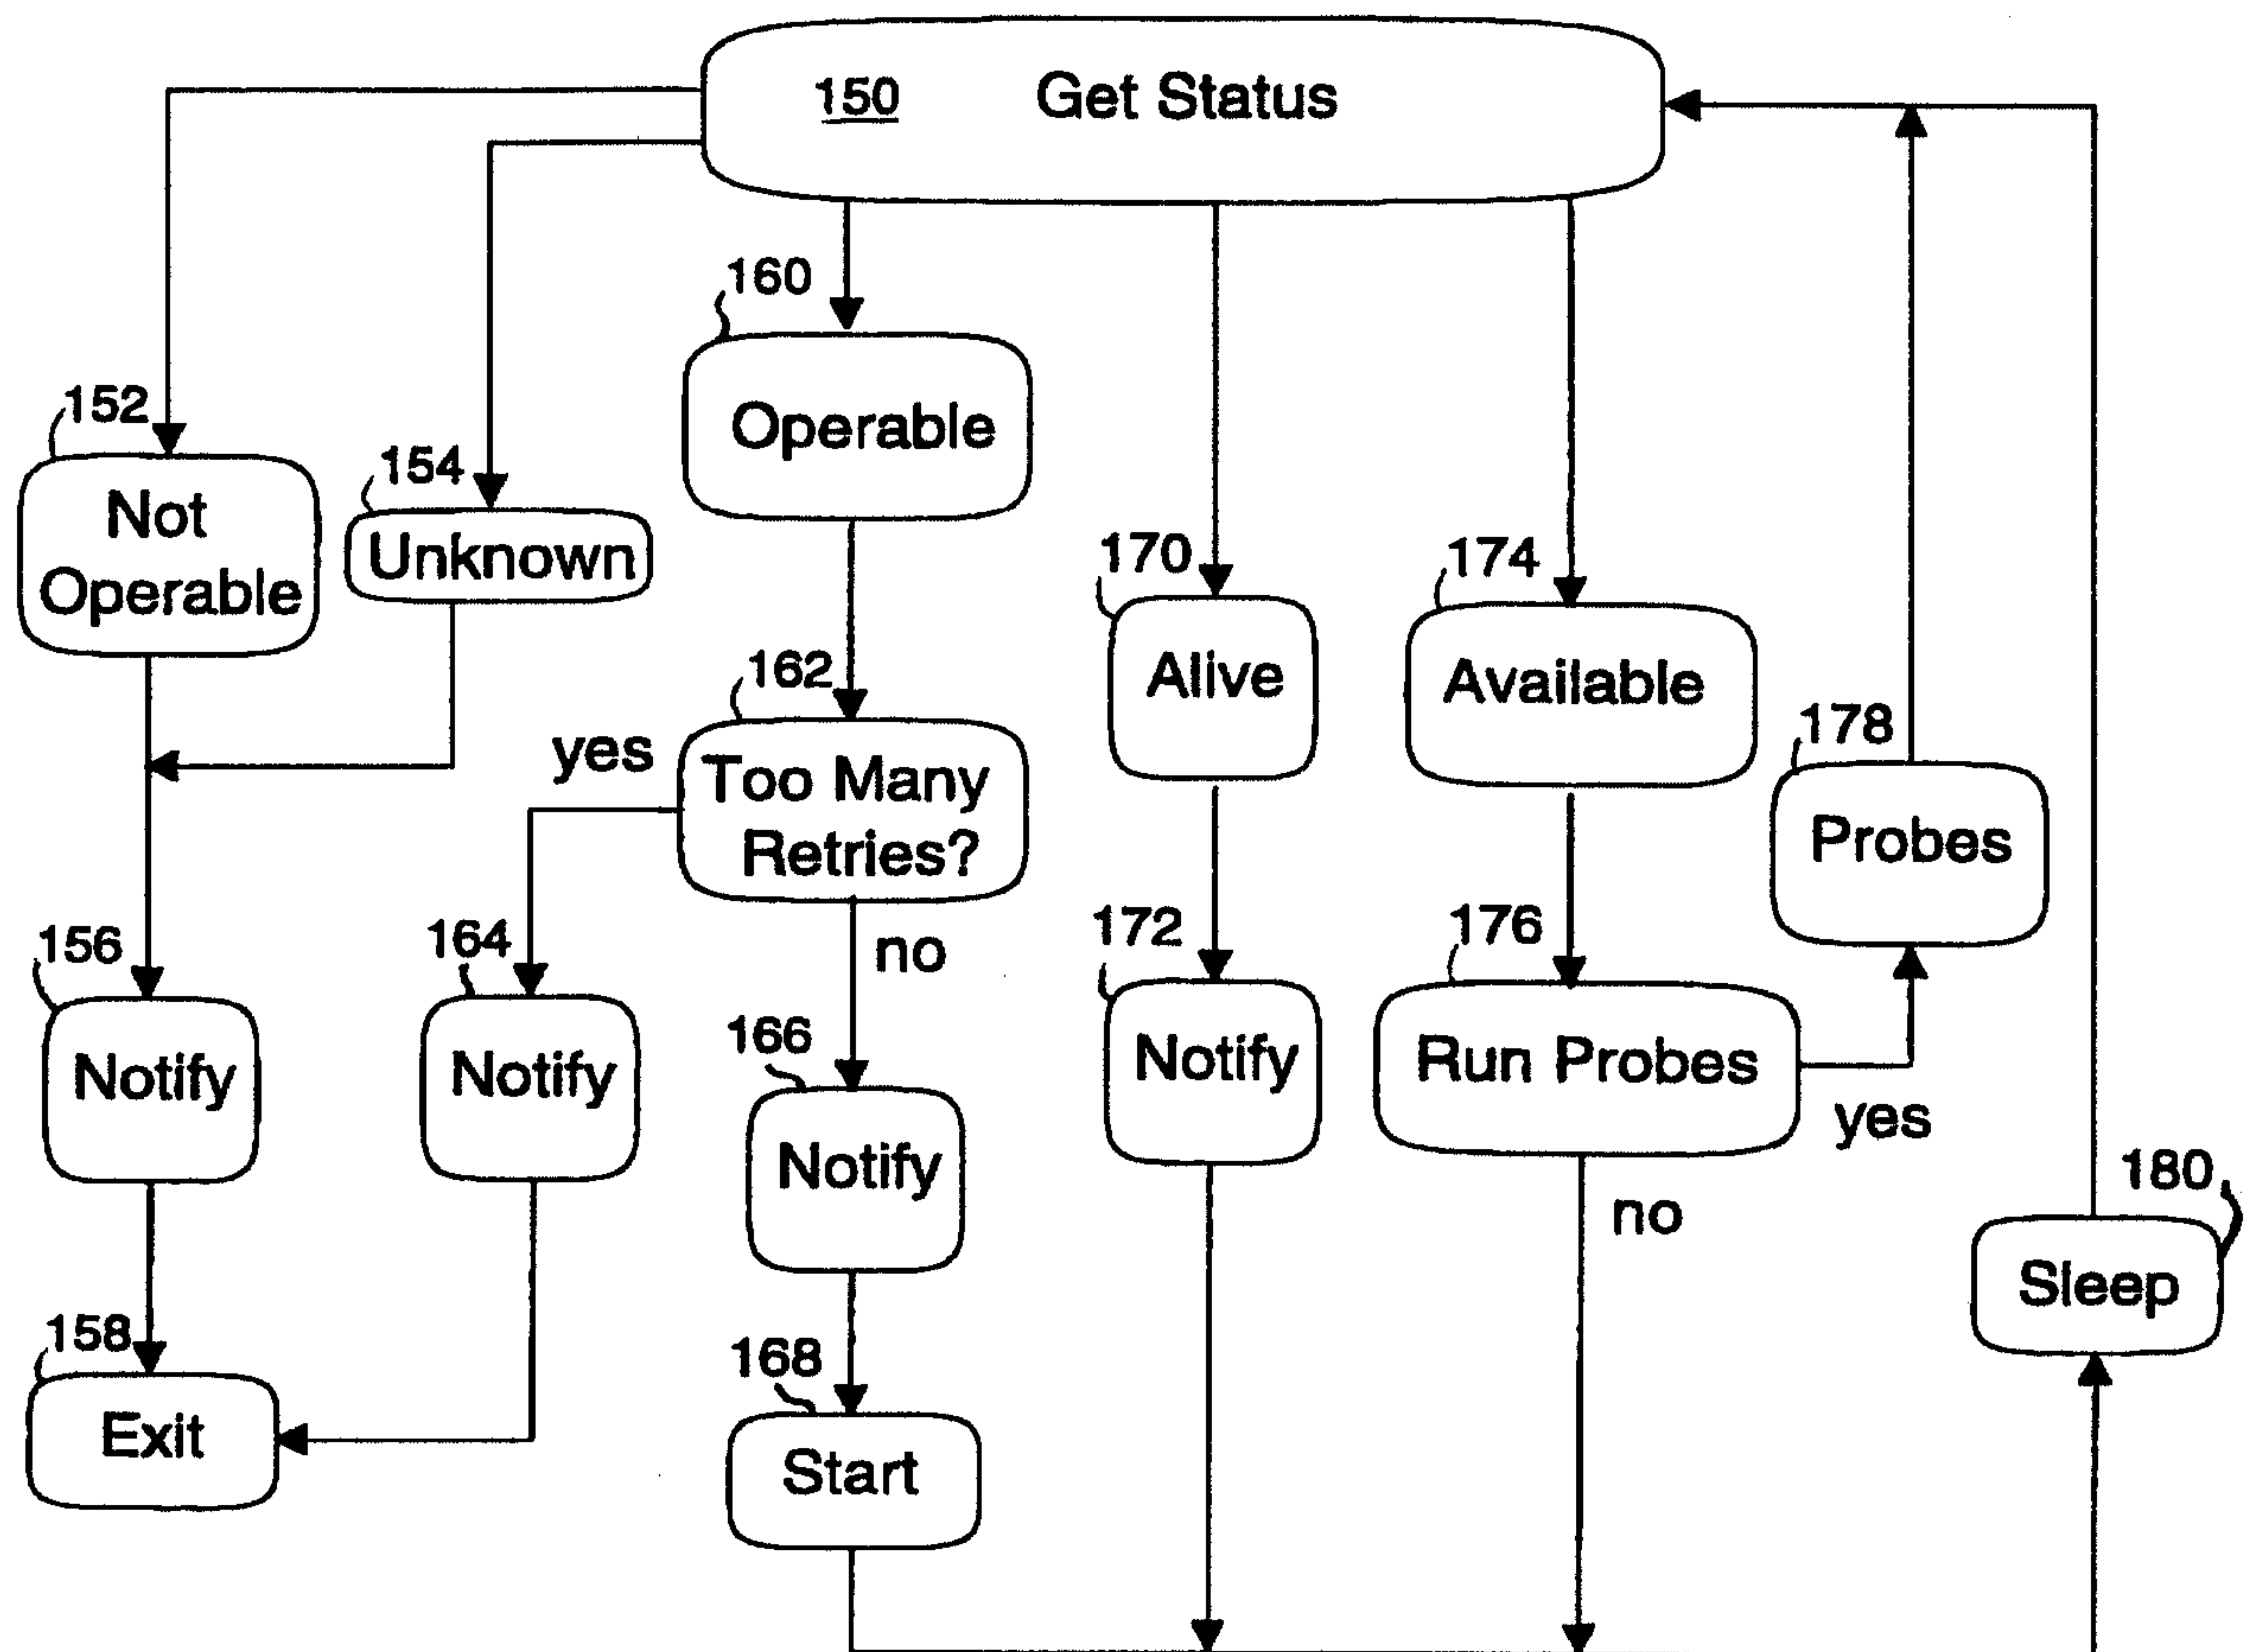 150 Get Status
160
152
Not
Operable
154
Unknown
Operable
170
Alive
174
Available
162
Too Many
Retries?
yes
no
178
Probes
156
Notify
164
Notify
166
Notify
172
Notify
176
Run Probes
yes
no
180
Sleep
158
Exit
168
Start